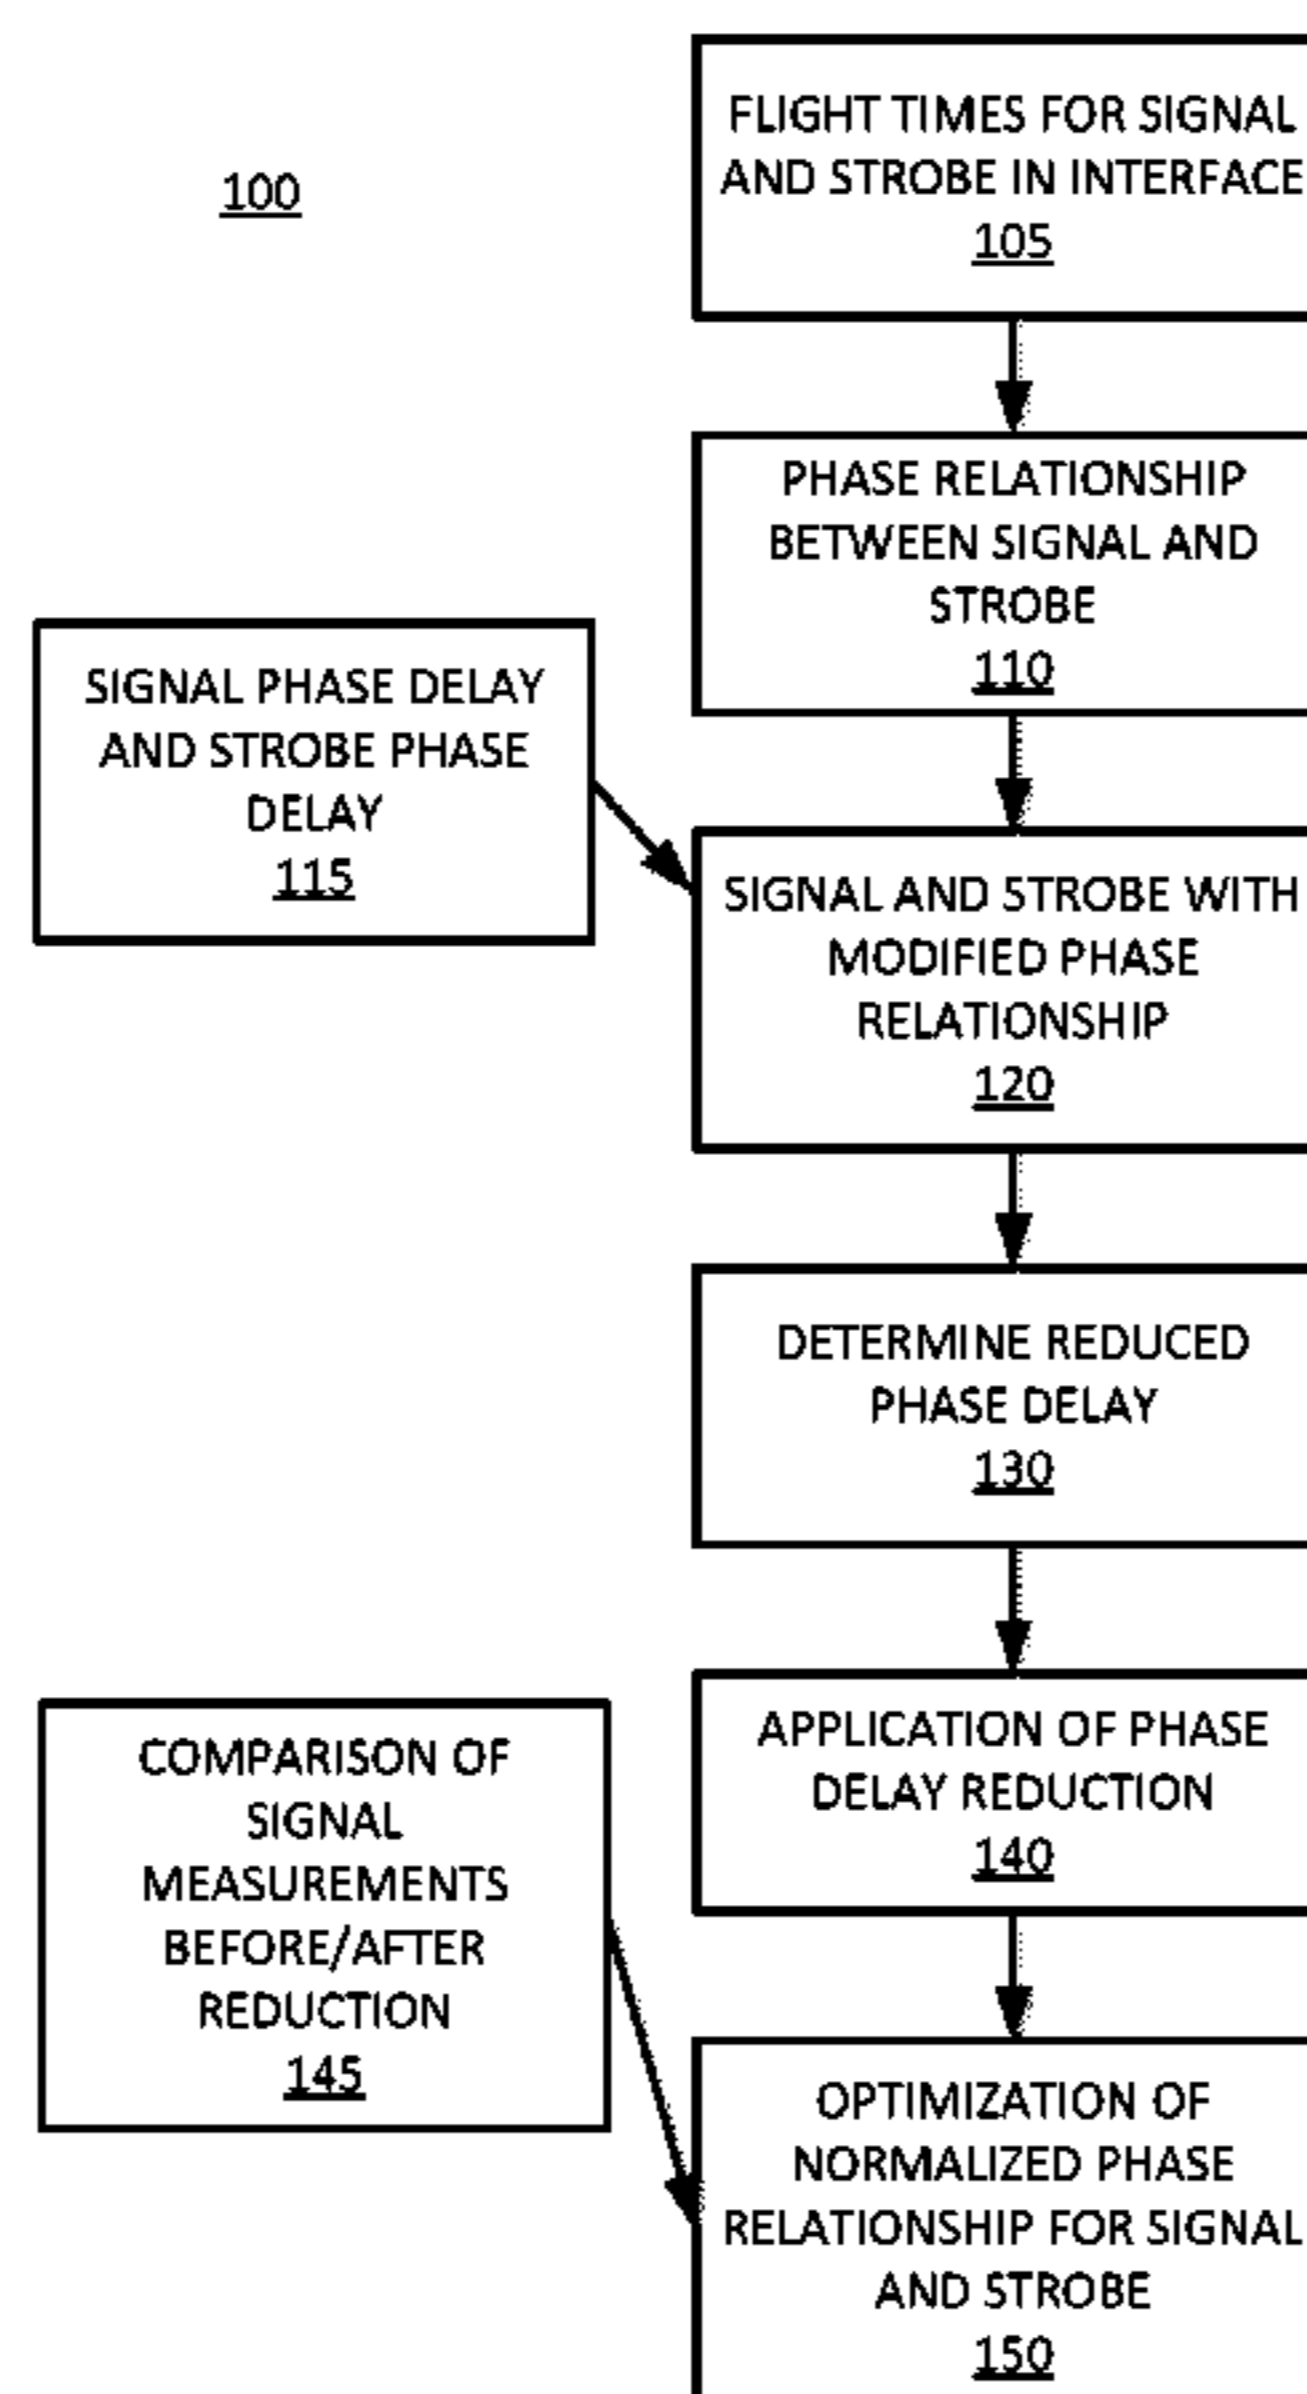 100
FLIGHT TIMES FOR SIGNAL
AND STROBE IN INTERFACE
105
PHASE RELATIONSHIP
BETWEEN SIGNAL AND
STROBE
110
SIGNAL PHASE DELAY
AND STROBE PHASE
DELAY
115
SIGNAL AND STROBE WITH
MODIFIED PHASE
RELATIONSHIP
120
DETERMINE REDUCED
PHASE DELAY
130
APPLICATION OF PHASE
DELAY REDUCTION
140
COMPARISON OF
SIGNAL
MEASUREMENTS
BEFORE/AFTER
REDUCTION
145
OPTIMIZATION OF
NORMALIZED PHASE
RELATIONSHIP FOR SIGNAL
AND STROBE
150